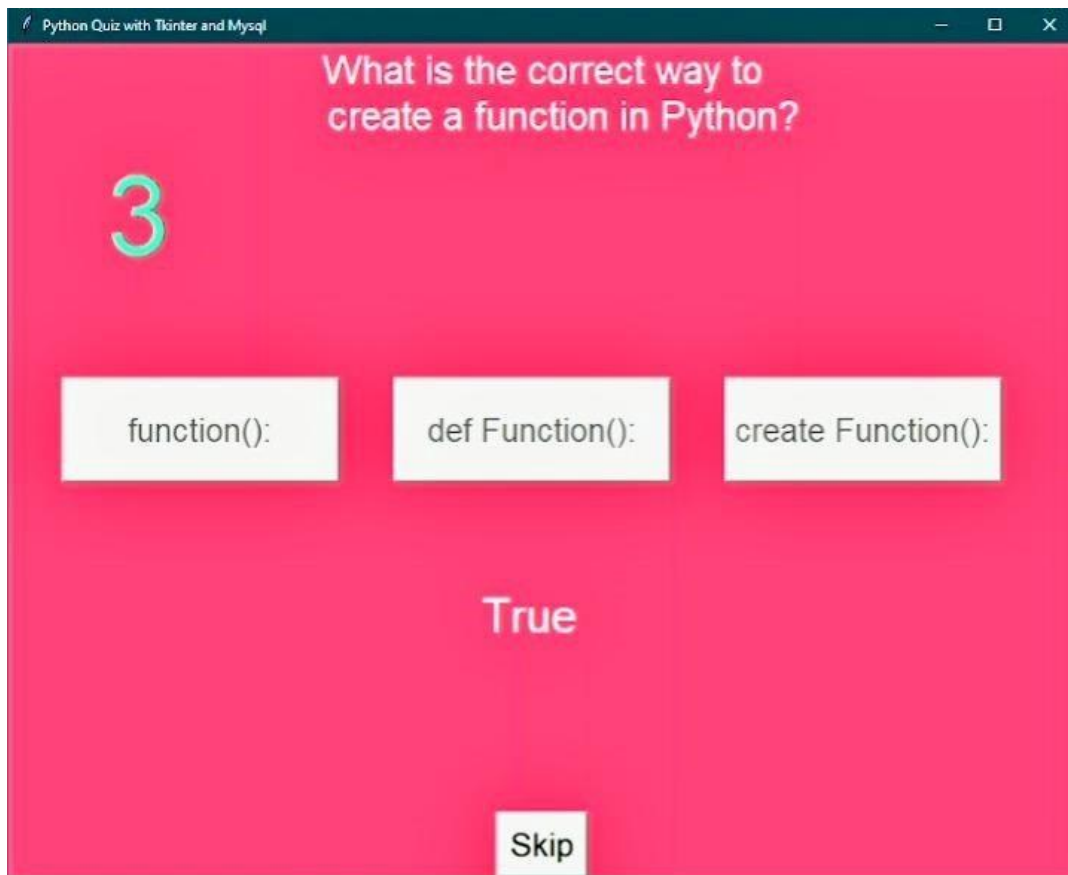 Python Quiz with Tkinter and Mysql
What is the correct way to
create a function in Python?
3
function():
def Function():
create Function():
True
Skip